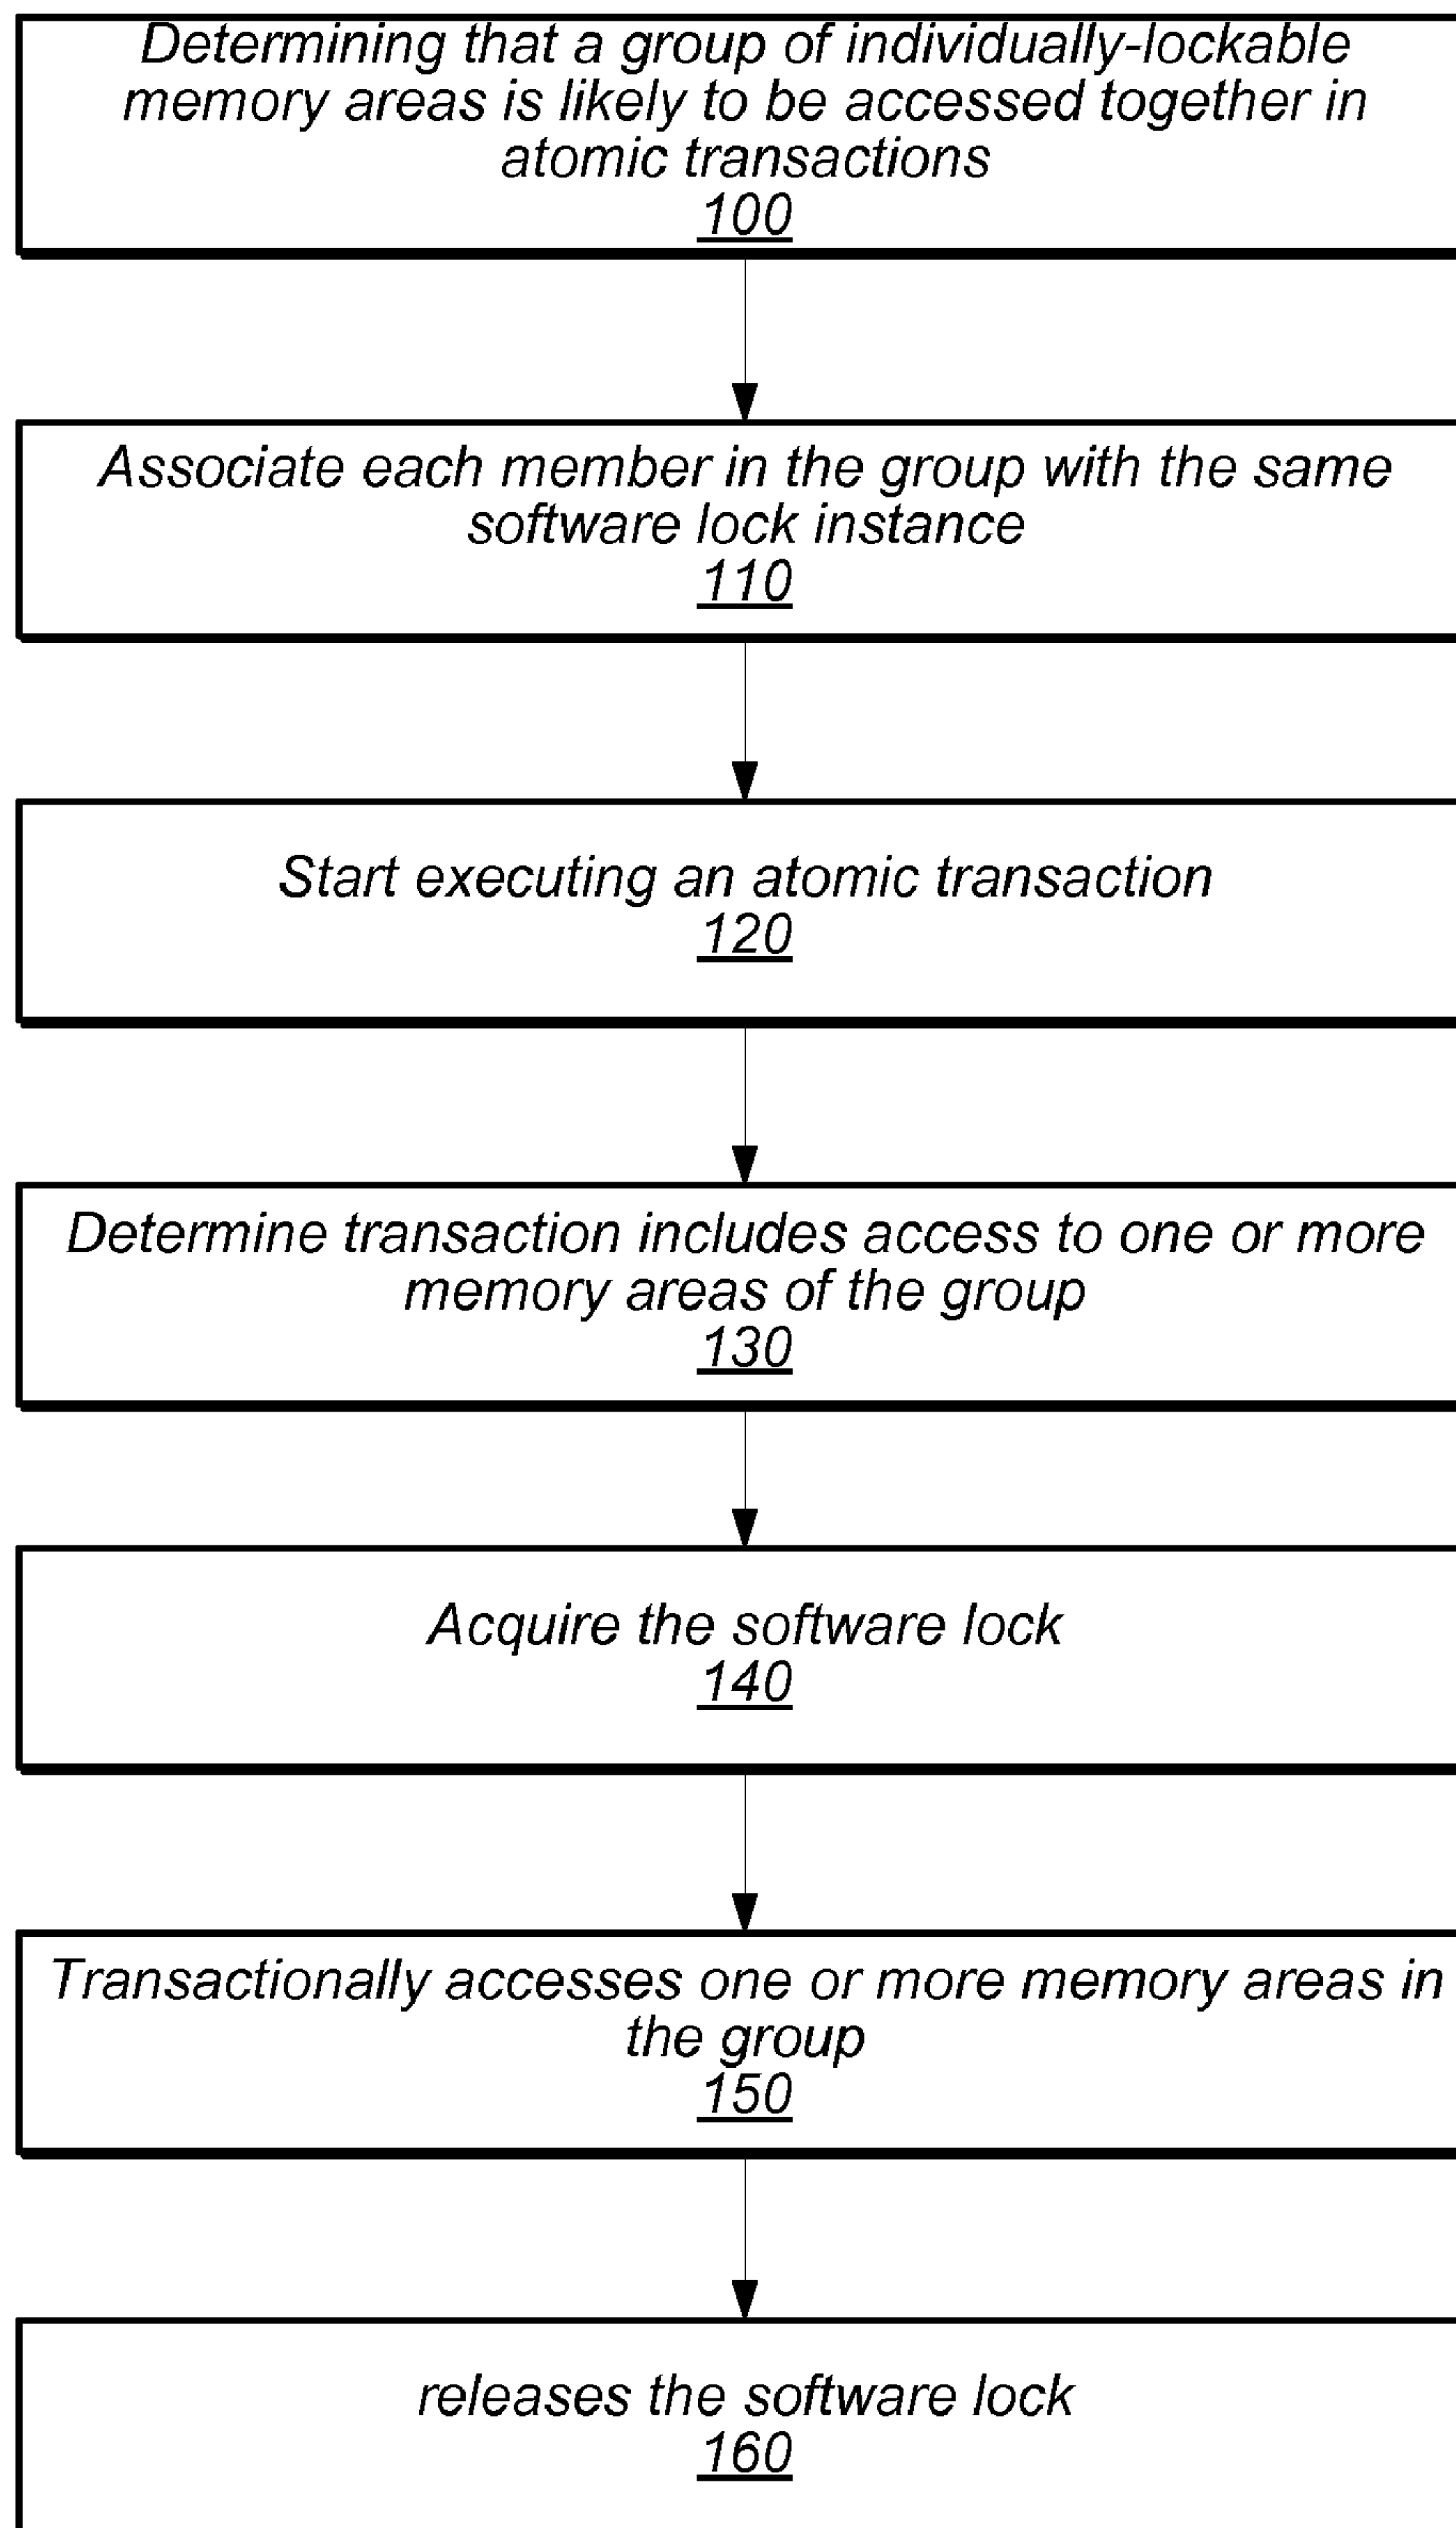 Determining that a group of individually-lockable
memory areas is likely to be accessed together in
atomic transactions
100
Associate each member in the group with the same
software lock instance
110
Start executing an atomic transaction
120
Determine transaction includes access to one or more
memory areas of the group
130
Acquire the software lock
140
Transactionally accesses one or more memory areas in
the group
150
releases the software lock
160